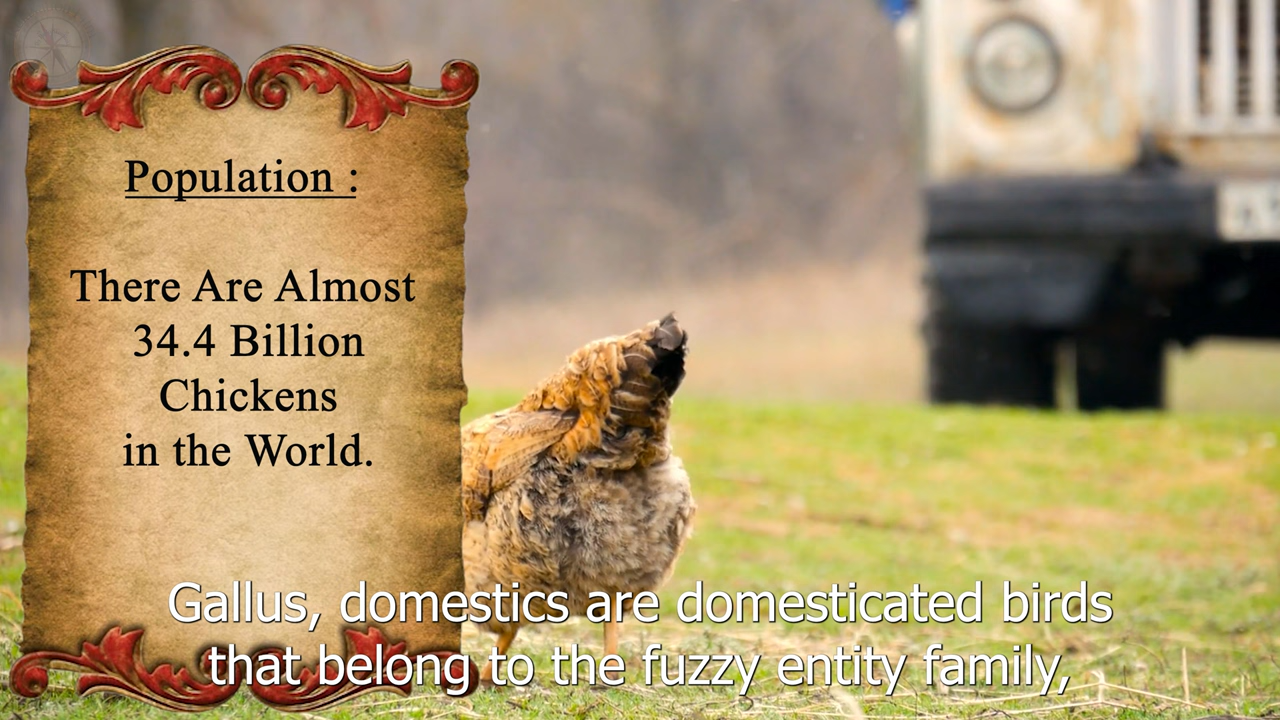 Population :
There Are Almost
34.4 Billion
Chickens
in the World.
Gallus, domestics are domesticated birds
that belong to the fuzzy entity family,